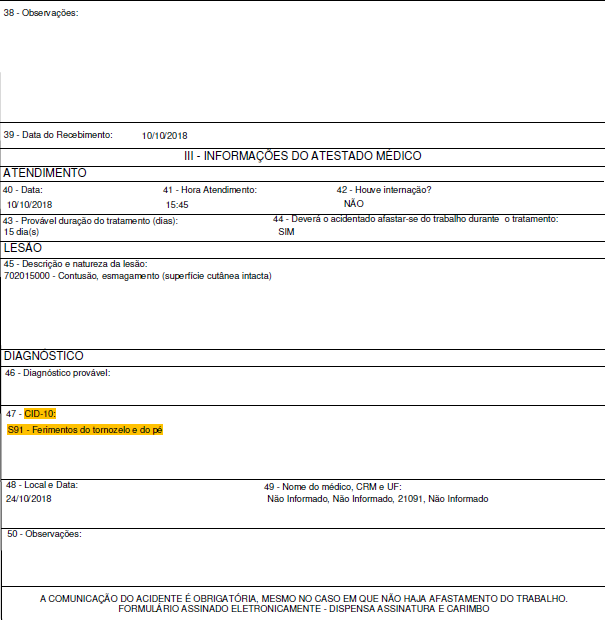 38 - Observações:
39 - Data do Recebimento: 10/10/2018
III - INFORMAÇÕES DO ATESTADO MÉDICO
ATENDIMENTO
40 - Data: 41 - Hora Atendimento: 42 - Houve internação?
10/10/2018 15:45 NÃO
43 - Provável duração do tratamento (dias): 44 - Deverá o acidentado afastar-se do trabalho durante o tratamento:
15 dia(s) SIM
LESÃO
45 - Descrição e natureza da lesão:
702015000 - Contusão, esmagamento (superfície cutânea intacta)
DIAGNÓSTICO
46 - Diagnóstico provável:
47 - CID-10:
S91 - Ferimentos do tornozelo e do pé
48 - Local e Data: 49 - Nome do médico, CRM e UF:
24/10/2018 Não Informado, Não Informado, 21091, Não Informado
50 - Observações:
A COMUNICAÇÃO DO ACIDENTE É OBRIGATÓRIA, MESMO NO CASO EM QUE NÃO HAJA AFASTAMENTO DO TRABALHO.
FORMULÁRIO ASSINADO ELETRONICAMENTE - DISPENSA ASSINATURA E CARIMBO